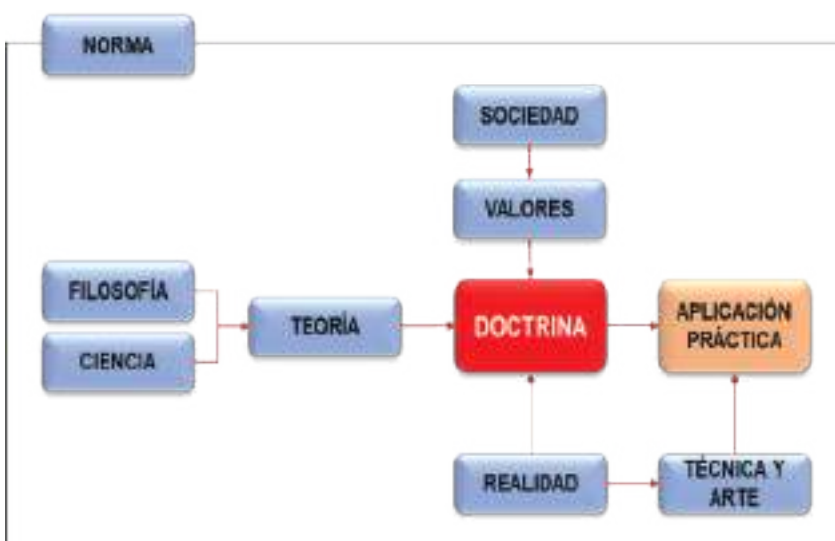 NORMA
SOCIEDAD
VALORES
FILOSOFÍA
CIENCIA
TEORÍA
DOCTRINA
APLICACIÓN
PRÁCTICA
REALIDAD
TÉCNICA Y
ARTE